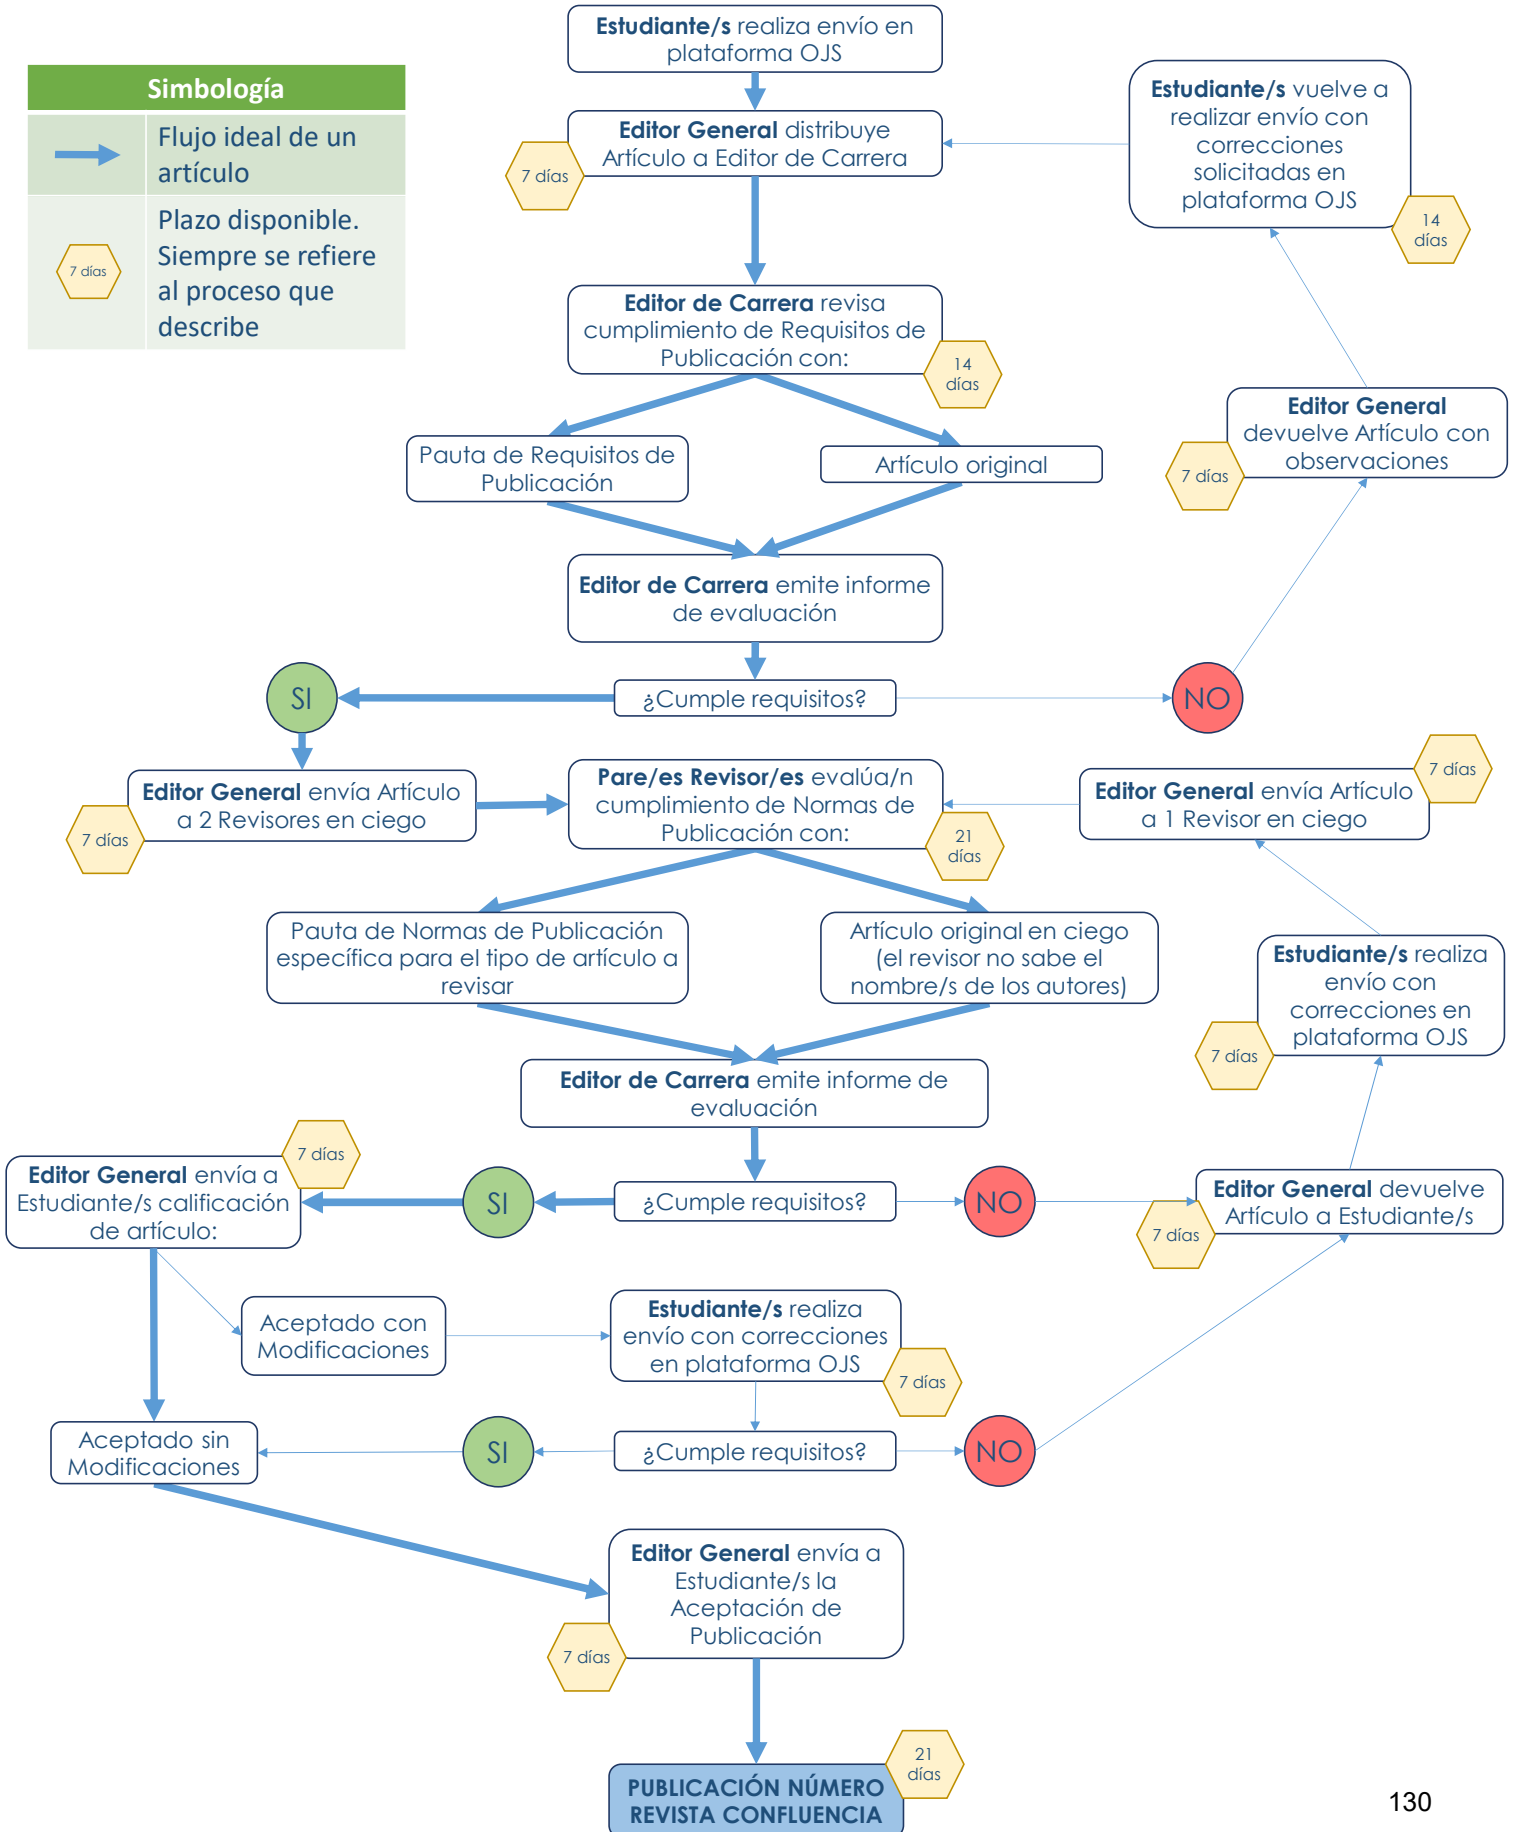 Estudiante/s realiza envío en
plataforma OJS
Simbología
Flujo ideal de un
artículo
7 días
Plazo disponible.
Siempre se refiere
al proceso que
describe
Editor General distribuye
Artículo a Editor de Carrera
7 días
Estudiante/s vuelve a
realizar envío con
correcciones
solicitadas en
plataforma OJS
14
días
Editor de Carrera revisa
cumplimiento de Requisitos de
Publicación con:
14
días
Pauta de Requisitos de
Publicación
Artículo original
Editor General
devuelve Artículo con
observaciones
7 días
Editor de Carrera emite informe
de evaluación
SI
¿Cumple requisitos?
NO
Editor General envía Artículo
a 2 Revisores en ciego
7 días
Pare/es Revisor/es evalúa/n
cumplimiento de Normas de
Publicación con:
21
días
Editor General envía Artículo
a 1 Revisor en ciego
7 días
Pauta de Normas de Publicación
específica para el tipo de artículo a
revisar
Artículo original en ciego
(el revisor no sabe el
nombre/s de los autores)
Estudiante/s realiza
envío con
correcciones en
plataforma OJS
7 días
Editor de Carrera emite informe de
evaluación
7 días
Editor General envía a
Estudiante/s calificación
de artículo:
SI
¿Cumple requisitos?
NO
Editor General devuelve
Artículo a Estudiante/s
7 días
Aceptado con
Modificaciones
Estudiante/s realiza
envío con correcciones
en plataforma OJS
7 días
Aceptado sin
Modificaciones
SI
¿Cumple requisitos?
NO
Editor General envía a
Estudiante/s la
Aceptación de
Publicación
7 días
21
días
PUBLICACIÓN NÚMERO
REVISTA CONFLUENCIA
130